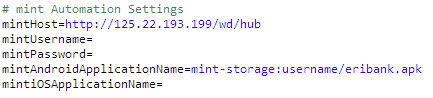 # mint Automation Settings
mintHost=http://125.22.193.199/wd/hub
mintUsername=
mintPassword=
mintAndroidApplicationName=mint-storage:username/eribank.apk
mintiOSApplicationName=